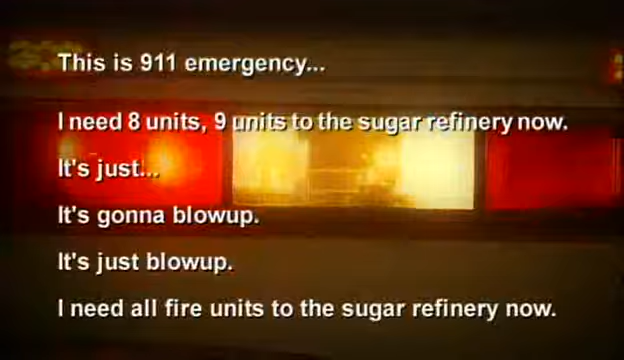 This is 911 emergency...
I need 8 units, 9 units to the sugar refinery now.
It's just...
It's gonna blowup.
It's just blowup.
I need all fire units to the sugar refinery now.